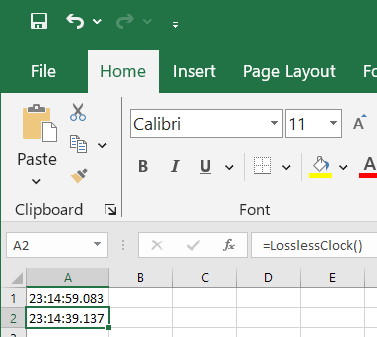 File Home Insert Page Layout Fo
Paste
Calibri 11 A
B I U A
Clipboard Font
A2 fx =LosslessClock()
A B C D E
1 23:14:59.083
2 23:14:39.137